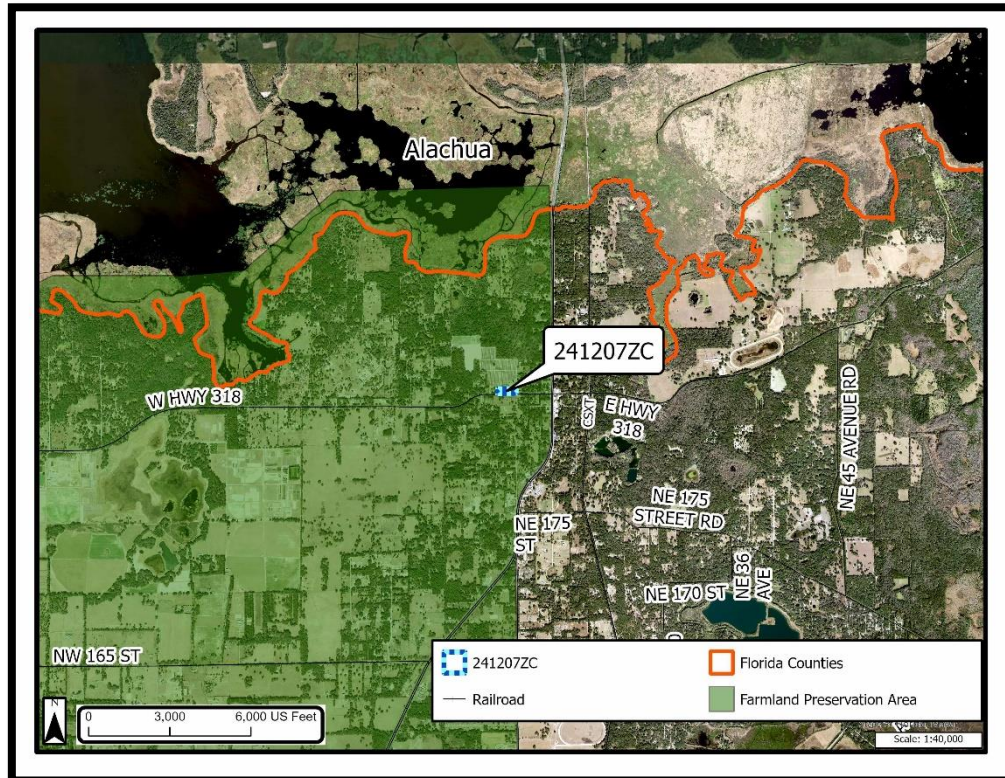 Alachua
241207ZC
W HWY 318
CSXT
E HWY
318
NE 45 AVENUE RD
NE 175
STREET RD
NE 175
ST
NE 36
AVE
NE 170 ST
NW 165 ST
241207ZC
Florida Counties
Railroad
Farmland Preservation Area
N
0 3,000 6,000 US Feet
Scale: 1:40,000